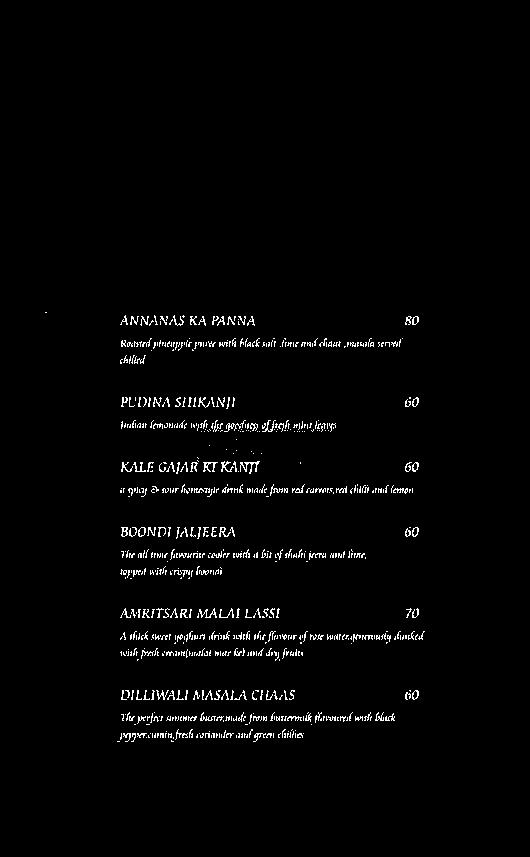 ANNANAS KA PANNA 80
Roasted pineapple puree with black salt ,lime and chaat ,masala served
chilled
PUDINA SHIKANJI 60
Indian lemonade with the goodness of fresh mint leaves
KALE GAJAR KI KANJI 60
a spicy & sour homestyle drink made from red carrots,red chilli and lemon
BOONDI JALJEERA 60
The all time favourite cooler with a bit of shahi jeera and lime,
topped with crispy boondi
AMRITSARI MALAI LASSI 70
A thick sweet yoghurt drink with the flavour of rose water,generously dunked
with fresh cream(malai mar ke) and dry fruits
DILLIWALI MASALA CHAAS 60
The perfect summer buster,made from buttermilk flavoured with black
pepper,cumin,fresh coriander and green chillies